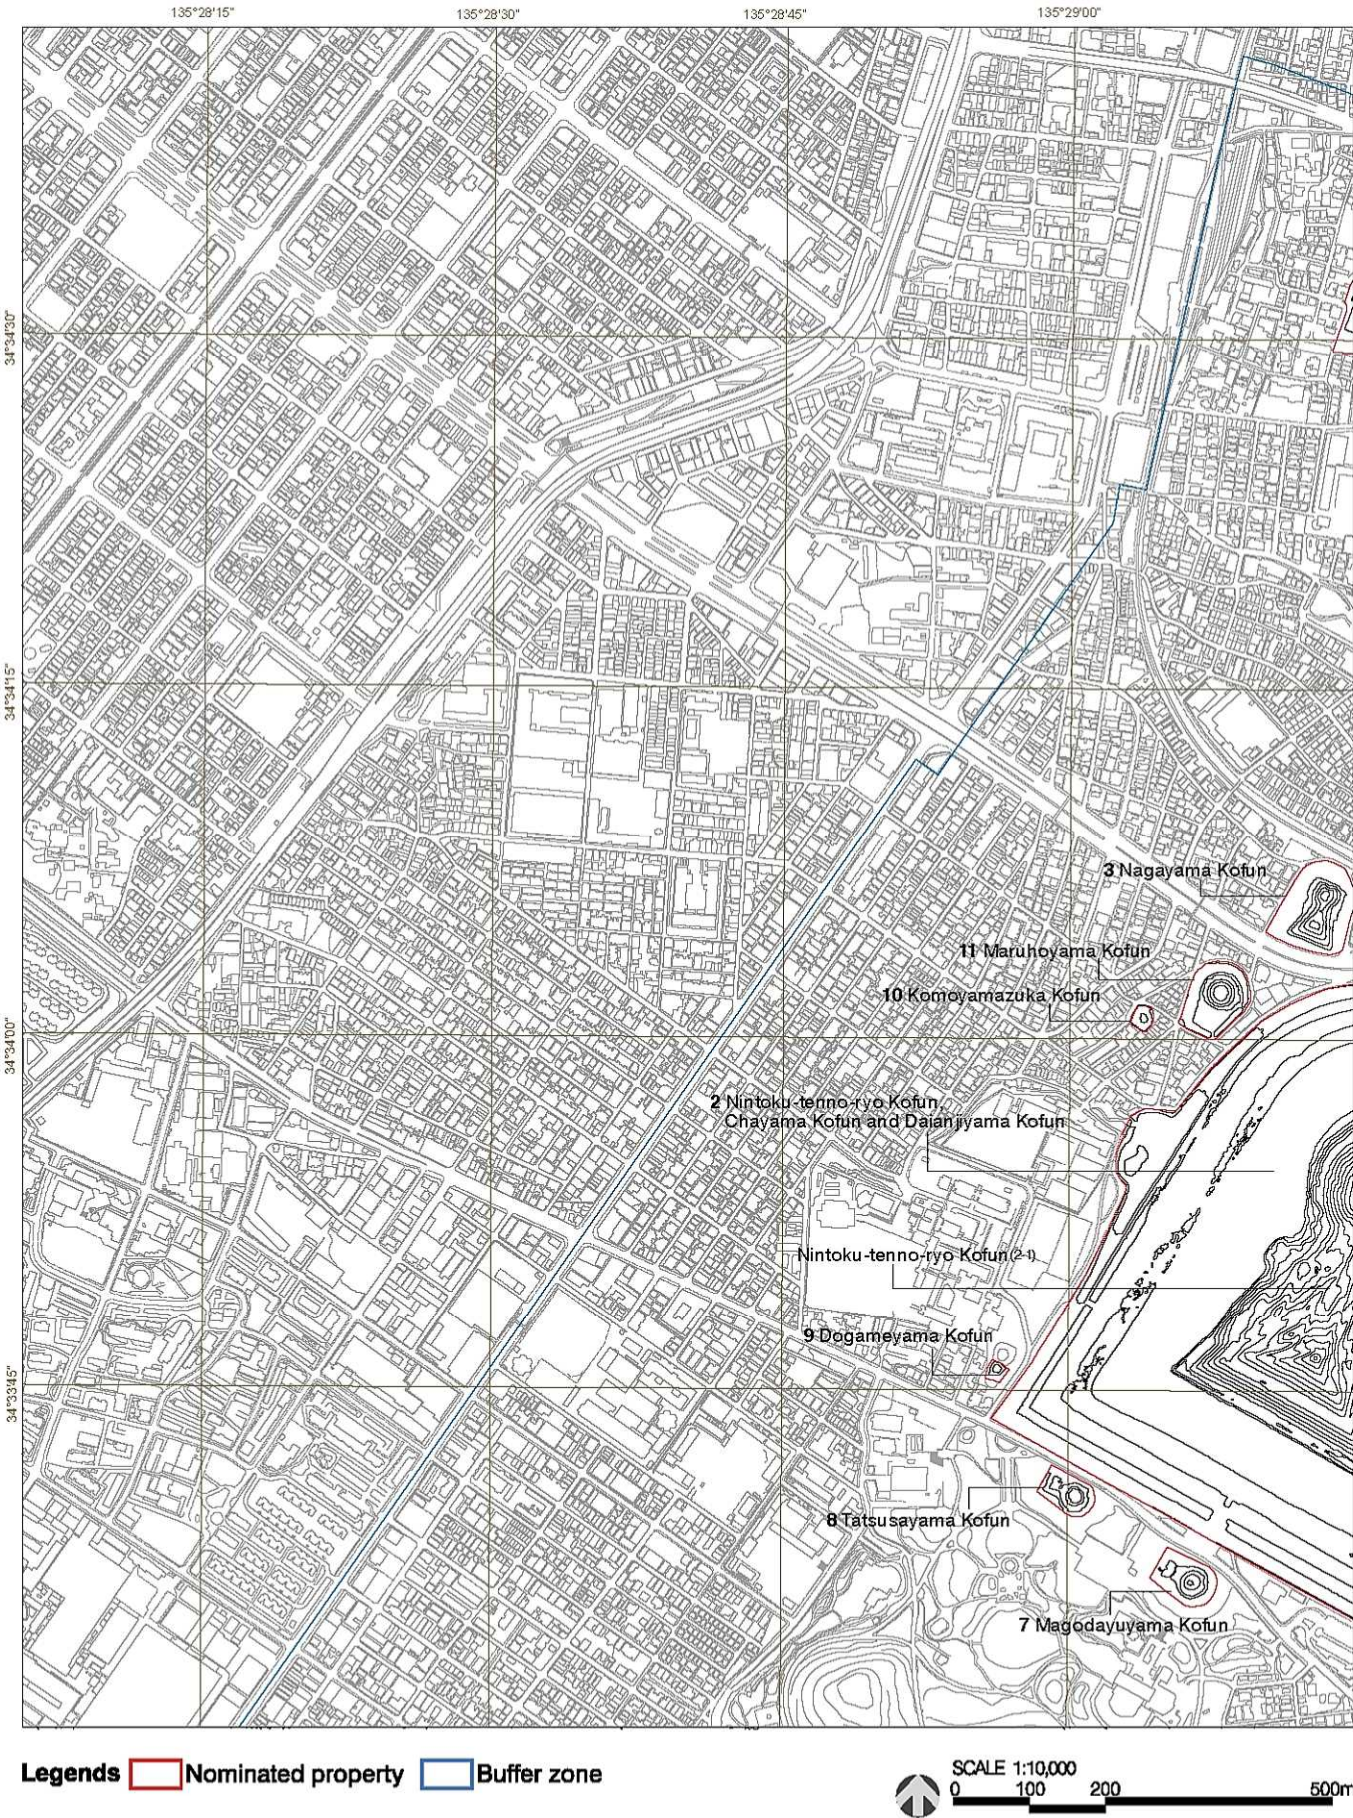 135°28'15"
135°28'30"
135°28'45"
135°29'00"
34°34'30"
34°34'15"
3 Nagayama Kofun
11 Maruhoyama Kofun
10 Komoyamazuka Kofun
34°34'00"
2 Nintoku-tenno-ryo Kofun,
Chayama Kofun and Daianjiyama Kofun
Nintoku-tenno-ryo Kofun(2-1)
9 Dogameyama Kofun
34°33'45"
8 Tatsusayama Kofun
7 Magodayuyama Kofun
Legends Nominated property Buffer zone
SCALE 1:10,000
0 100 200 500m